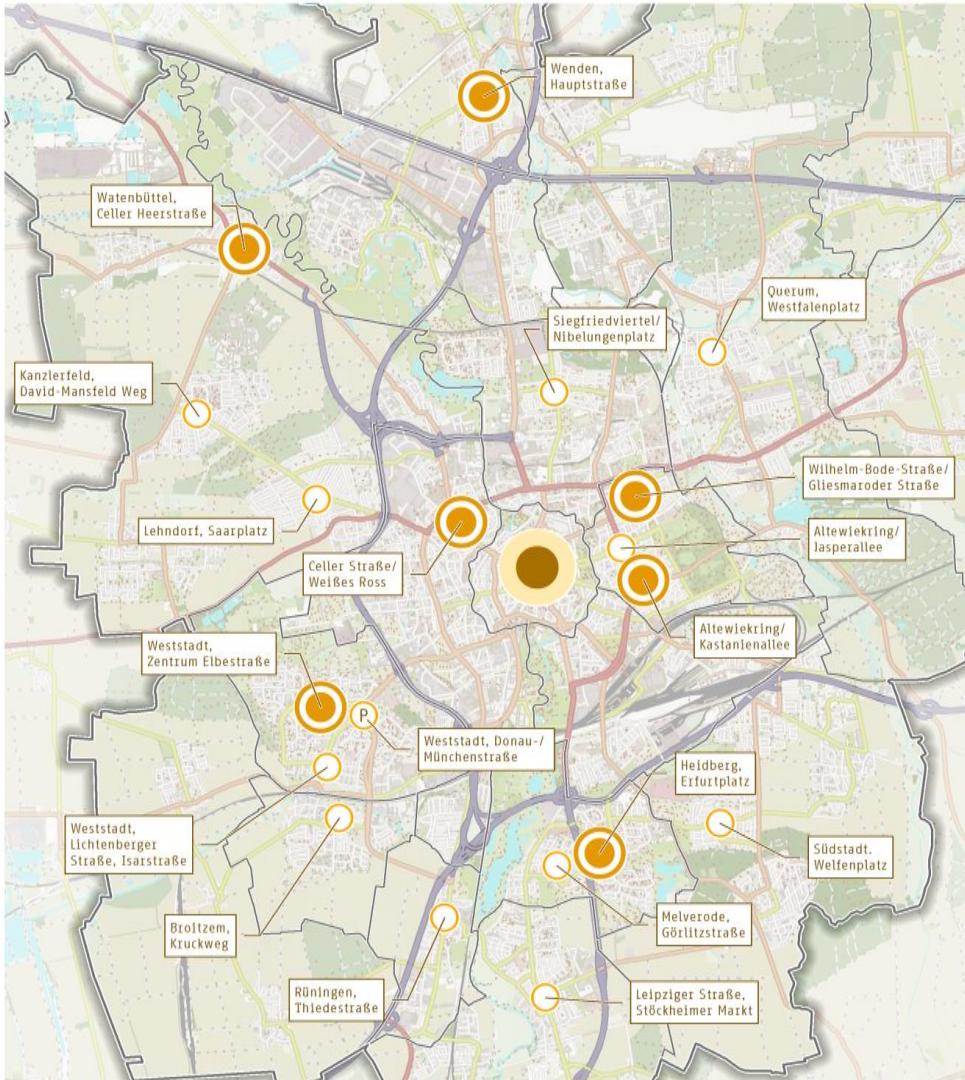 Wenden,
Hauptstraße
Watenbüttel,
Celler Heerstraße
Querum,
Westfalenplatz
Siegfriedviertel/
Nibelungenplatz
Kanzlerfeld,
David-Mansfeld Weg
Wilhelm-Bode-Straße/
Gliesmaroder Straße
Lehndorf, Saarplatz
Altewiekring/
Jasperallee
Celler Straße/
Weißes Ross
Altewiekring/
Kastanienallee
Weststadt,
Zentrum Elbestraße
P
Weststadt, Donau-/
Münchenstraße
Heidberg,
Erfurtplatz
Weststadt,
Lichtenberger
Straße, Isarstraße
Südstadt.
Welfenplatz
Broitzem,
Kruckweg
Melverode,
Görlitzstraße
Rüningen,
Thiedestraße
Leipziger Straße,
Stöckheimer Markt